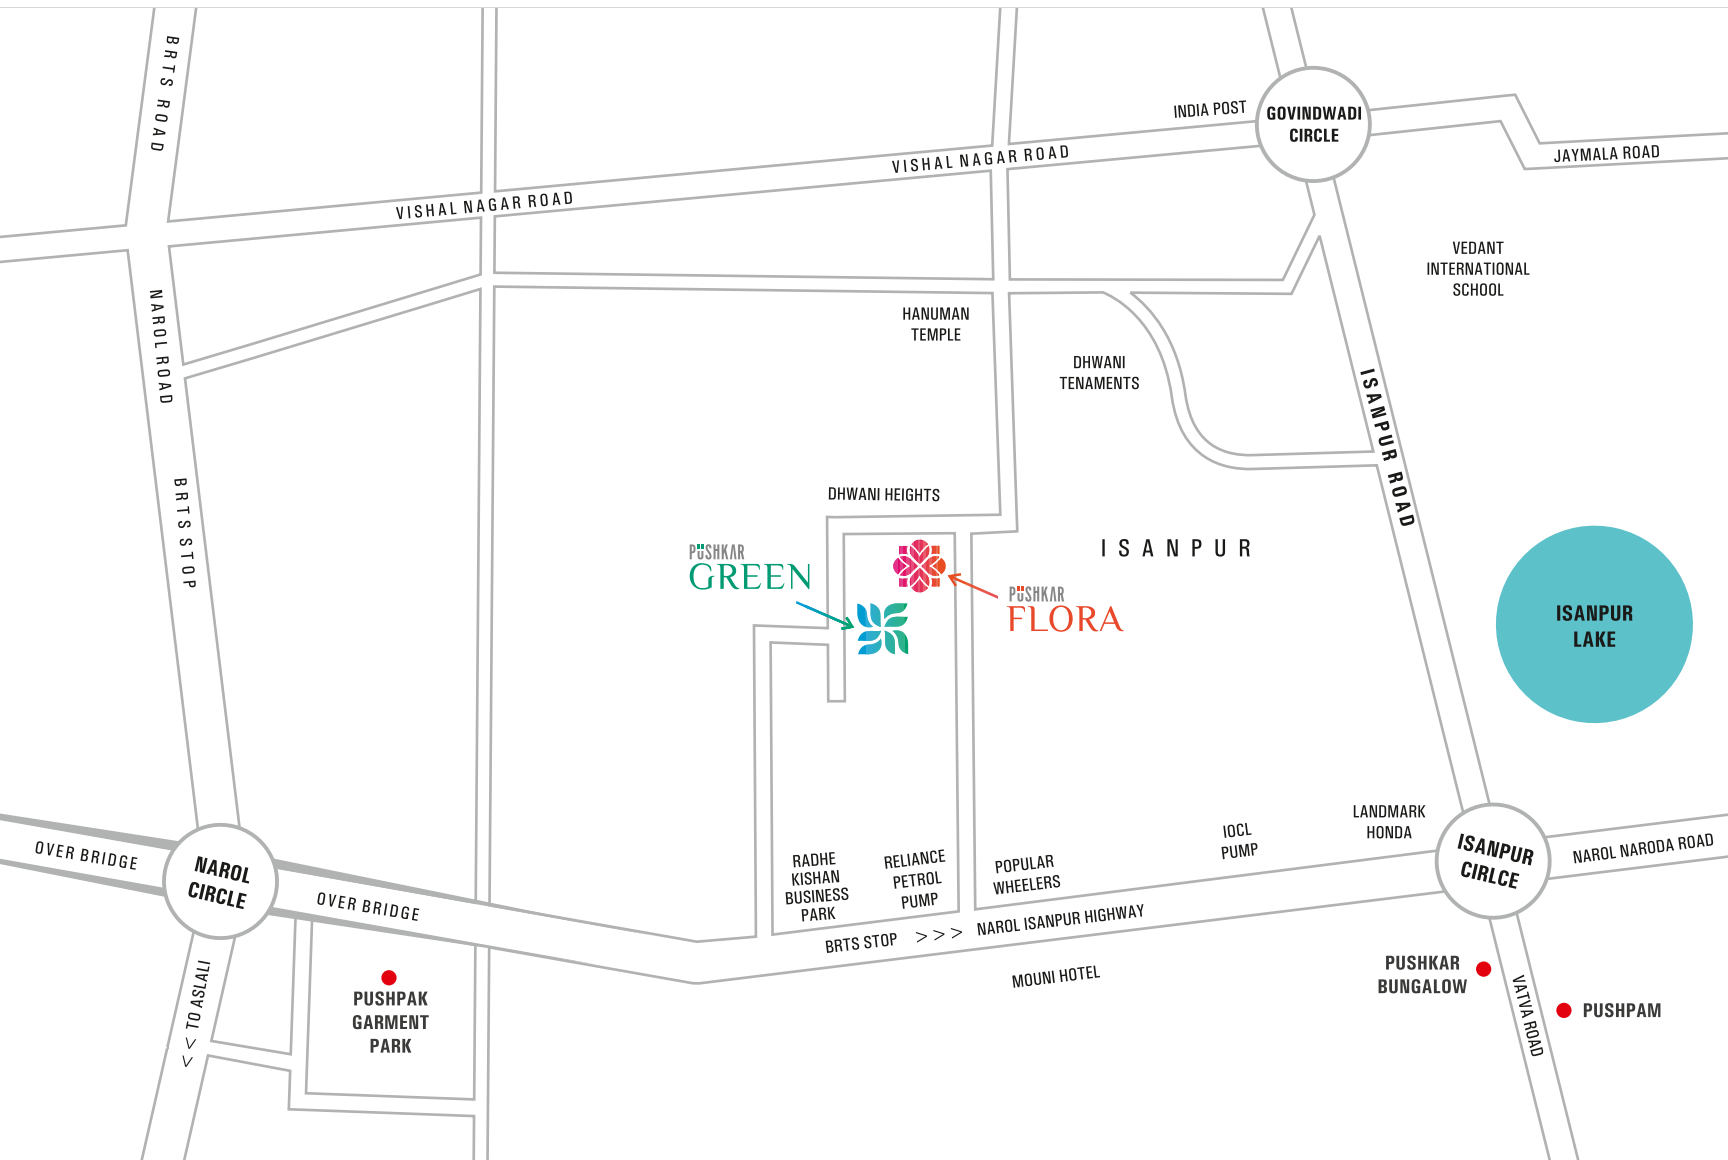 BRTS ROAD
INDIA POST
GOVINDWADI
CIRCLE
JAYMALA ROAD
VISHAL NAGAR ROAD
VISHAL NAGAR ROAD
NAROL ROAD
VEDANT
INTERNATIONAL
SCHOOL
HANUMAN
TEMPLE
DHWANI
TENAMENTS
ISANPUR ROAD
BRTS STOP
DHWANI HEIGHTS
ISANPUR
PÜSHKAR
GREEN
PÜSHKAR
FLORA
ISANPUR
LAKE
OVER BRIDGE
NAROL
CIRCLE
OVER BRIDGE
RADHE
KISHAN
BUSINESS
PARK
RELIANCE
PETROL
PUMP
POPULAR
WHEELERS
IOCL
PUMP
LANDMARK
HONDA
ISANPUR
CIRLCE
NAROL NARODA ROAD
BRTS STOP >>> NAROL ISANPUR HIGHWAY
MOUNI HOTEL
<< TO ASLALI
PUSHPAK
GARMENT
PARK
PUSHKAR
BUNGALOW
VATVA ROAD
PUSHPAM